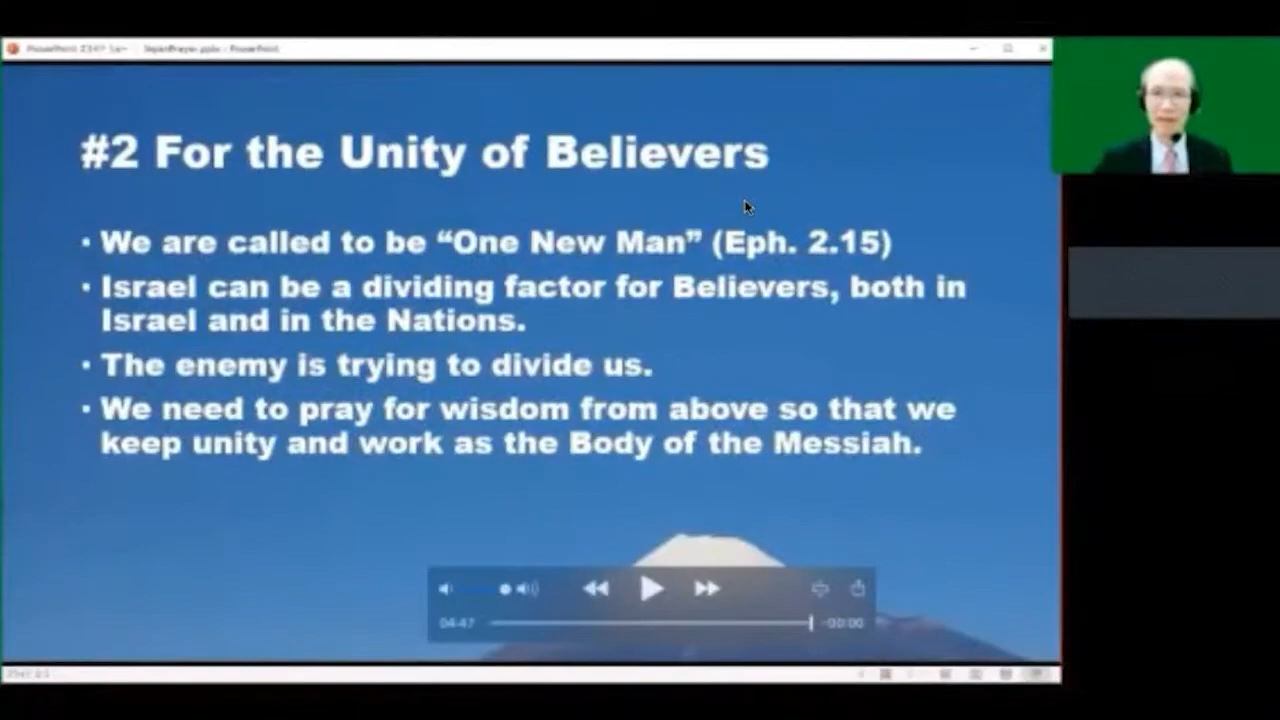 #2 For the Unity of Believers
· We are called to be “One New Man” (Eph. 2.15)
· Israel can be a dividing factor for Believers, both in
Israel and in the Nations.
· The enemy is trying to divide us.
· We need to pray for wisdom from above so that we
keep unity and work as the Body of the Messiah.
04:47
-00:00